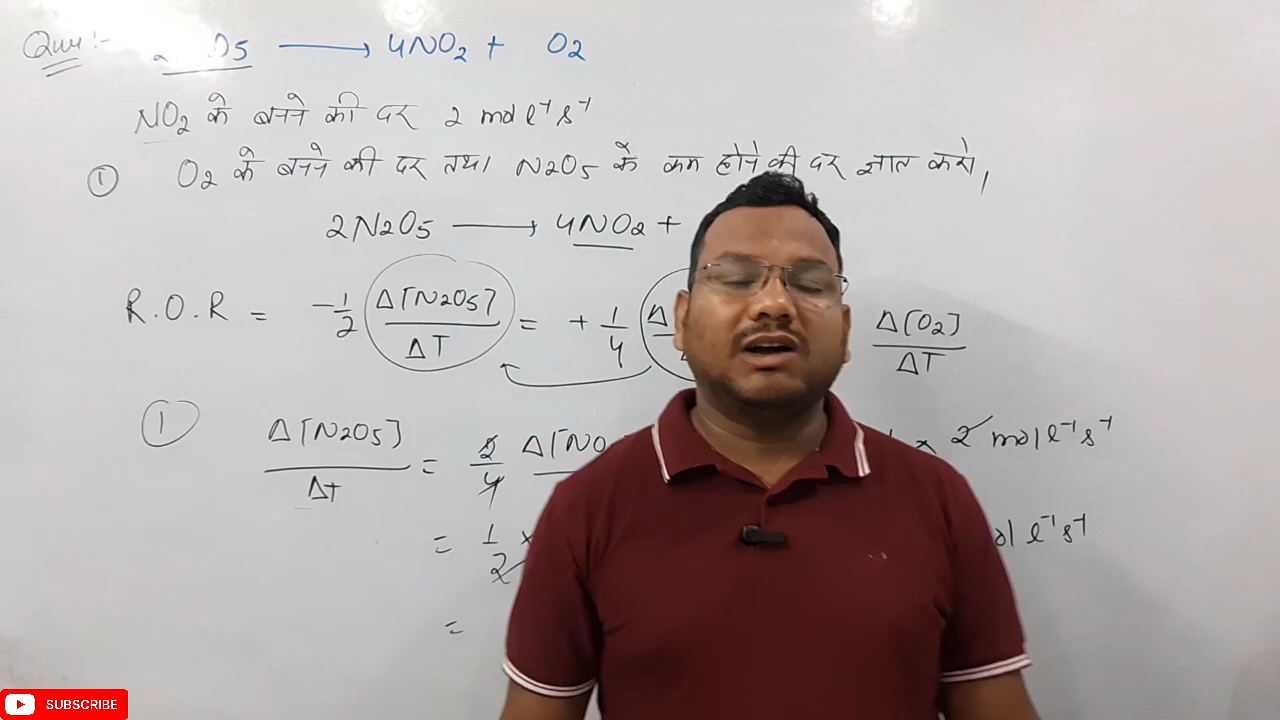 Que:- O5 ⟶ 4NO2 + O2
NO2 के बनने की दर 2 mol l⁻¹ s⁻¹
① O2 के बनने की दर तथा N2O5 के कम होने की दर ज्ञात करो,
2N2O5 ⟶ 4NO2 +
R.O.R = -1/2 Δ[N2O5]/ΔT = + 1/4 Δ Δ[O2]/ΔT
① Δ[N2O5]/Δt = 2/4 Δ[NO × 2 mol l⁻¹ s⁻¹
= 1/2 × ol l⁻¹ s⁻¹
=
SUBSCRIBE